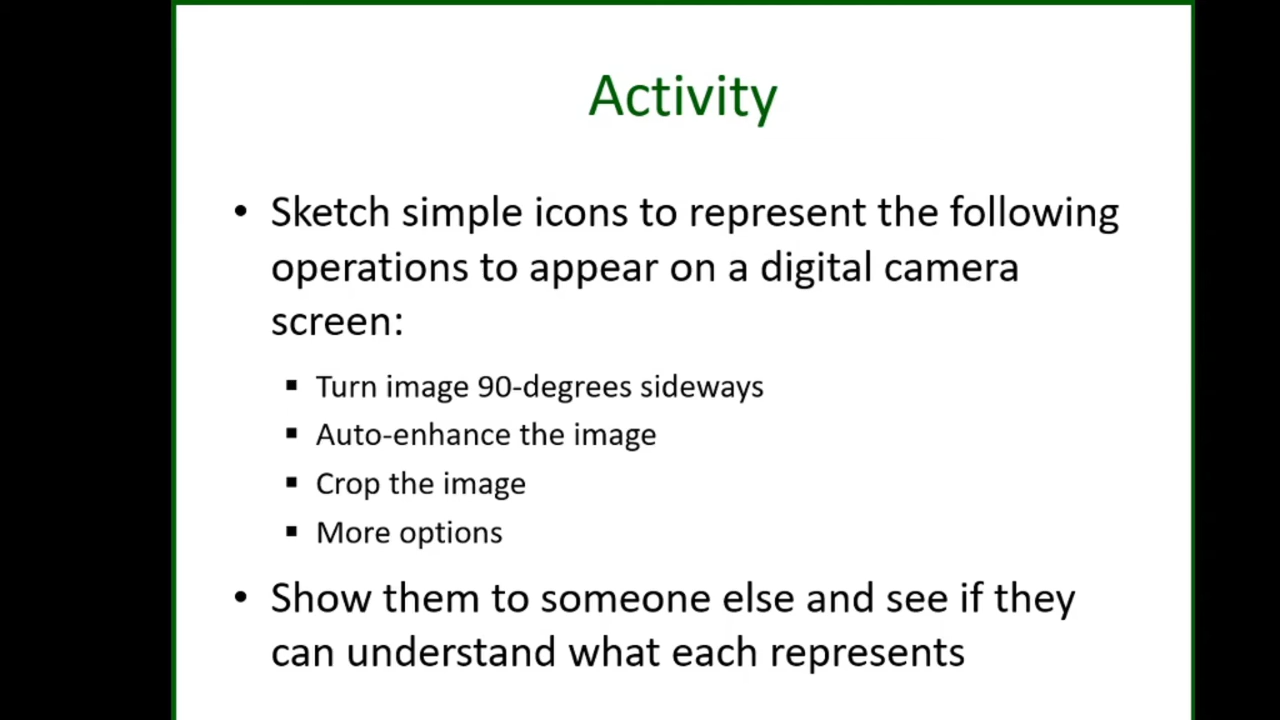 Activity
• Sketch simple icons to represent the following
operations to appear on a digital camera
screen:
▪ Turn image 90-degrees sideways
▪ Auto-enhance the image
▪ Crop the image
▪ More options
• Show them to someone else and see if they
can understand what each represents